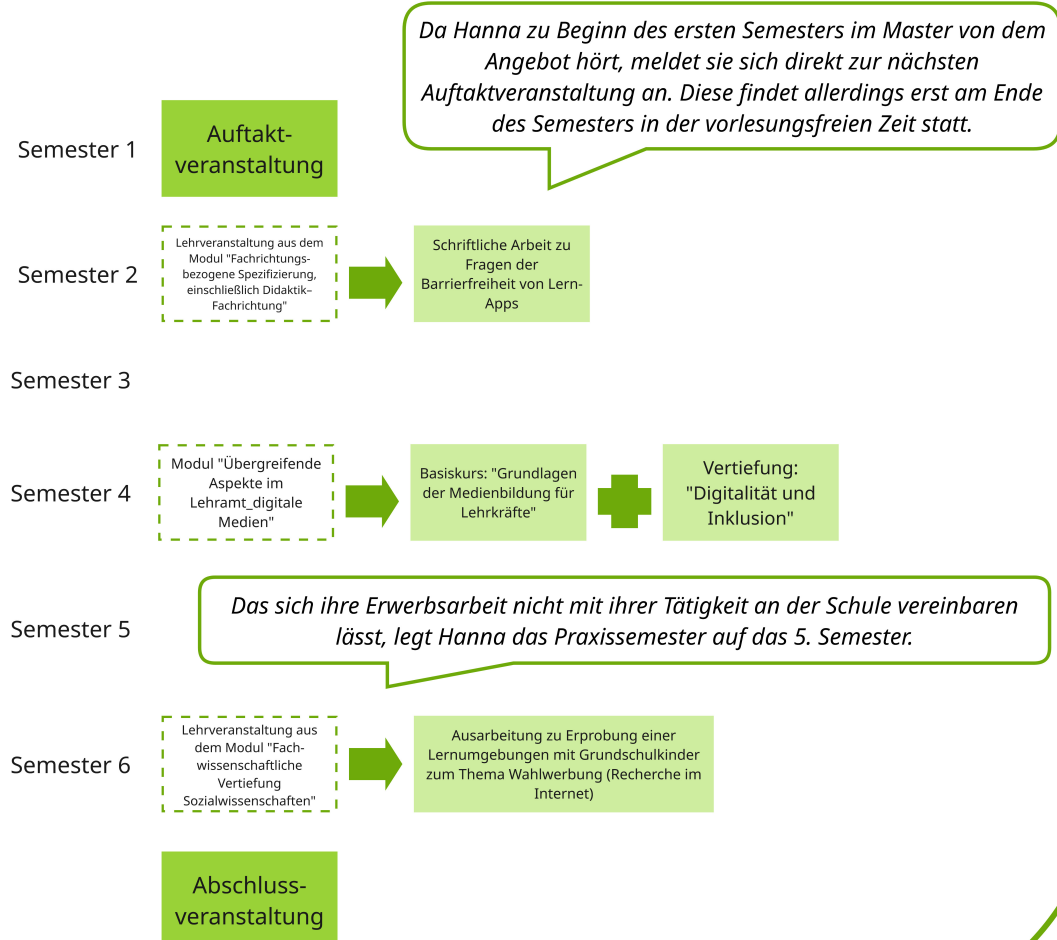 Da Hanna zu Beginn des ersten Semesters im Master von dem
Angebot hört, meldet sie sich direkt zur nächsten
Auftaktveranstaltung an. Diese findet allerdings erst am Ende
des Semesters in der vorlesungsfreien Zeit statt.
Semester 1
Auftakt-
veranstaltung
Semester 2
Lehrveranstaltung aus dem
Modul "Fachrichtungs-
bezogene Spezifizierung,
einschließlich Didaktik–
Fachrichtung"
Schriftliche Arbeit zu
Fragen der
Barrierfreiheit von Lern-
Apps
Semester 3
Semester 4
Modul "Übergreifende
Aspekte im
Lehramt_digitale
Medien"
Basiskurs: "Grundlagen
der Medienbildung für
Lehrkräfte"
Vertiefung:
"Digitalität und
Inklusion"
Semester 5
Das sich ihre Erwerbsarbeit nicht mit ihrer Tätigkeit an der Schule vereinbaren
lässt, legt Hanna das Praxissemester auf das 5. Semester.
Semester 6
Lehrveranstaltung aus
dem Modul "Fach-
wissenschaftliche
Vertiefung
Sozialwissenschaften"
Ausarbeitung zu Erprobung einer
Lernumgebungen mit Grundschulkinder
zum Thema Wahlwerbung (Recherche im
Internet)
Abschluss-
veranstaltung